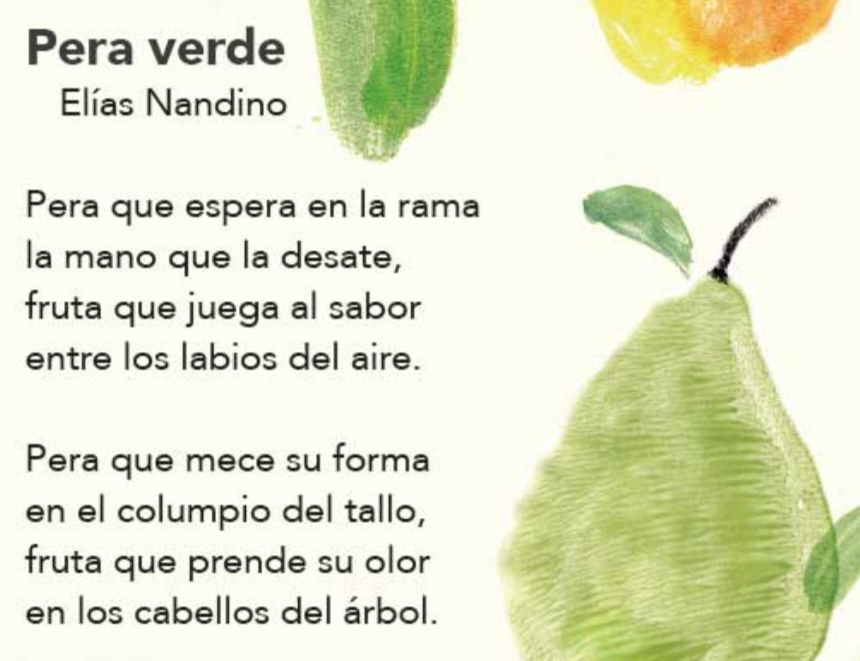 Pera verde
Elías Nandino
Pera que espera en la rama
la mano que la desate,
fruta que juega al sabor
entre los labios del aire.
Pera que mece su forma
en el columpio del tallo,
fruta que prende su olor
en los cabellos del árbol.